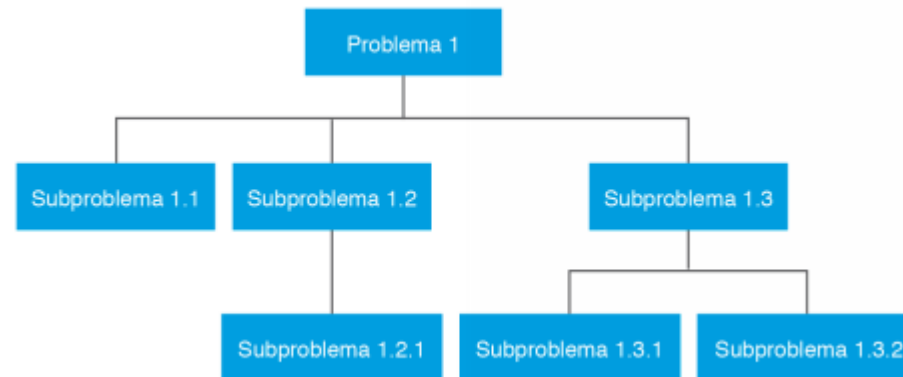 Problema 1
Subproblema 1.1
Subproblema 1.2
Subproblema 1.3
Subproblema 1.2.1
Subproblema 1.3.1
Subproblema 1.3.2